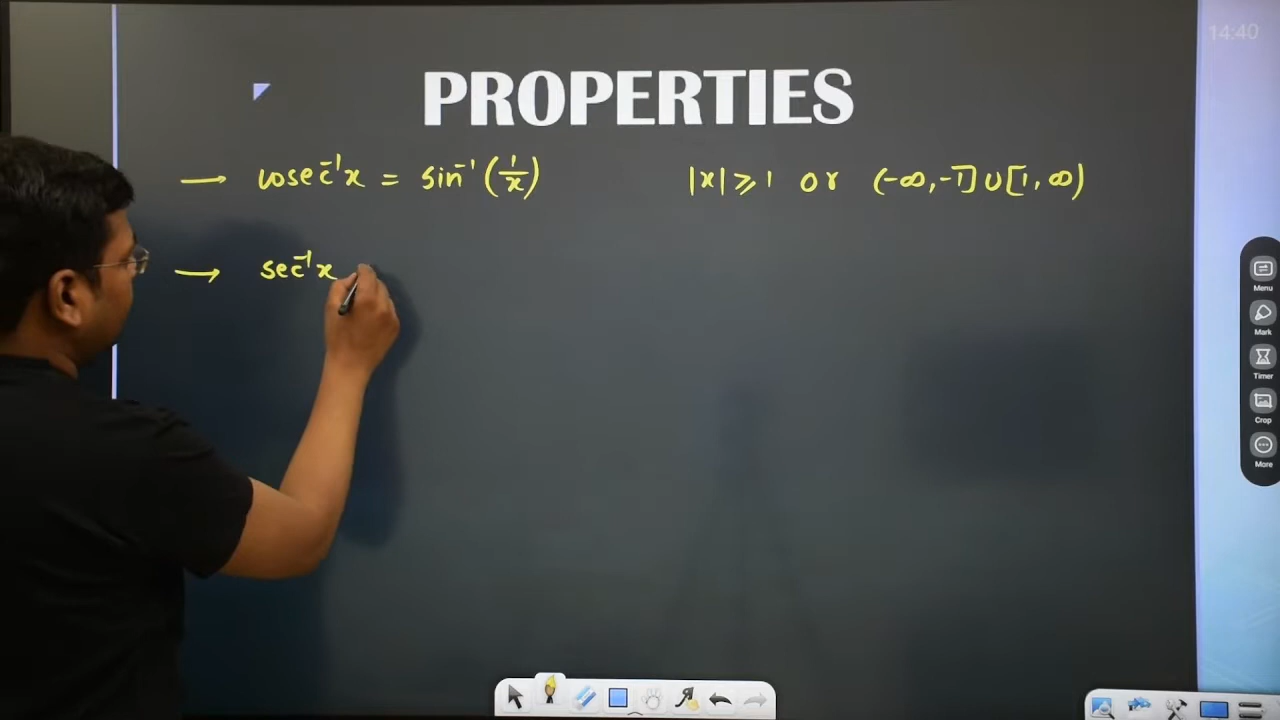 14:40
PROPERTIES
→ cosec⁻¹x = sin⁻¹(1/x) |x| ⩾ 1 or (-∞, -1] ∪ [1, ∞)
→ sec⁻¹x
Menu
Mark
Timer
Crop
More